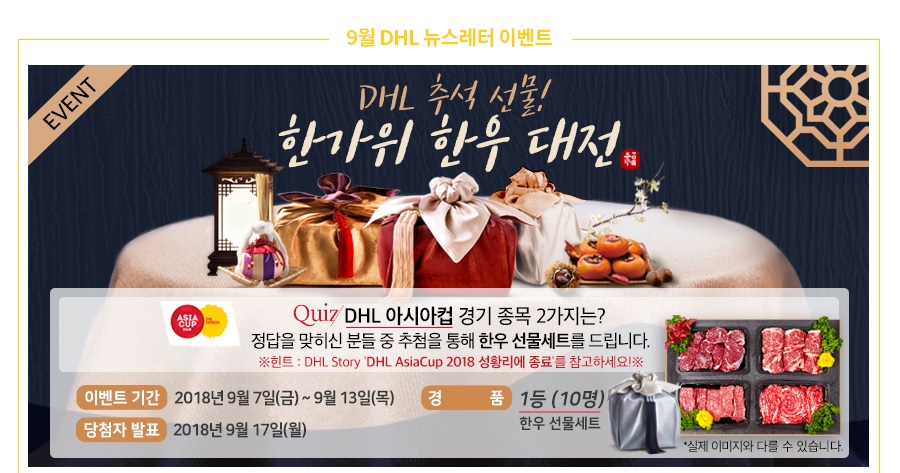 9월 DHL 뉴스레터 이벤트
EVENT
DHL 추석 선물!
한가위 한우 대전
ASIA CUP 2018
Quiz DHL 아시아컵 경기 종목 2가지는?
정답을 맞히신 분들 중 추첨을 통해 한우 선물세트를 드립니다.
※힌트 : DHL Story 'DHL AsiaCup 2018 성황리에 종료'를 참고하세요!※
이벤트 기간 2018년 9월 7일(금) ~ 9월 13일(목)
경 품 1등 (10명)
한우 선물세트
당첨자 발표 2018년 9월 17일(월)
*실제 이미지와 다를 수 있습니다.